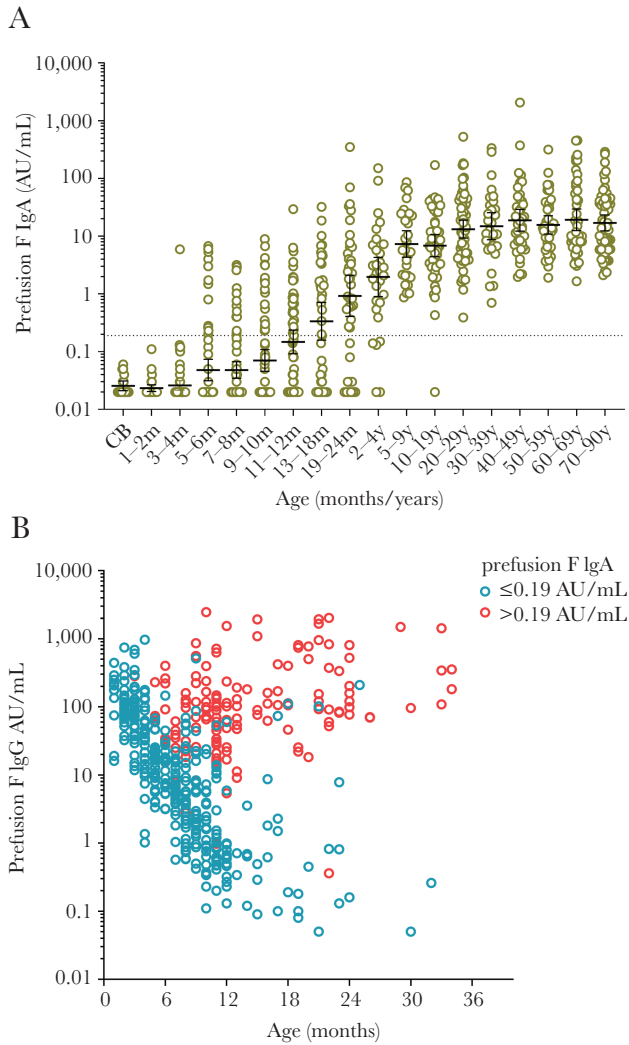 A
Prefusion F IgA (AU/mL)
10,000
1,000
100
10
1
0.1
0.01
CB
1–2m
3–4m
5–6m
7–8m
9–10m
11–12m
13–18m
19–24m
2–4y
5–9y
10–19y
20–29y
30–39y
40–49y
50–59y
60–69y
70–90y
Age (months/years)
B
prefusion F IgA
≤0.19 AU/mL
>0.19 AU/mL
Prefusion F IgG AU/mL
10,000
1,000
100
10
1
0.1
0.01
0
6
12
18
24
30
36
Age (months)